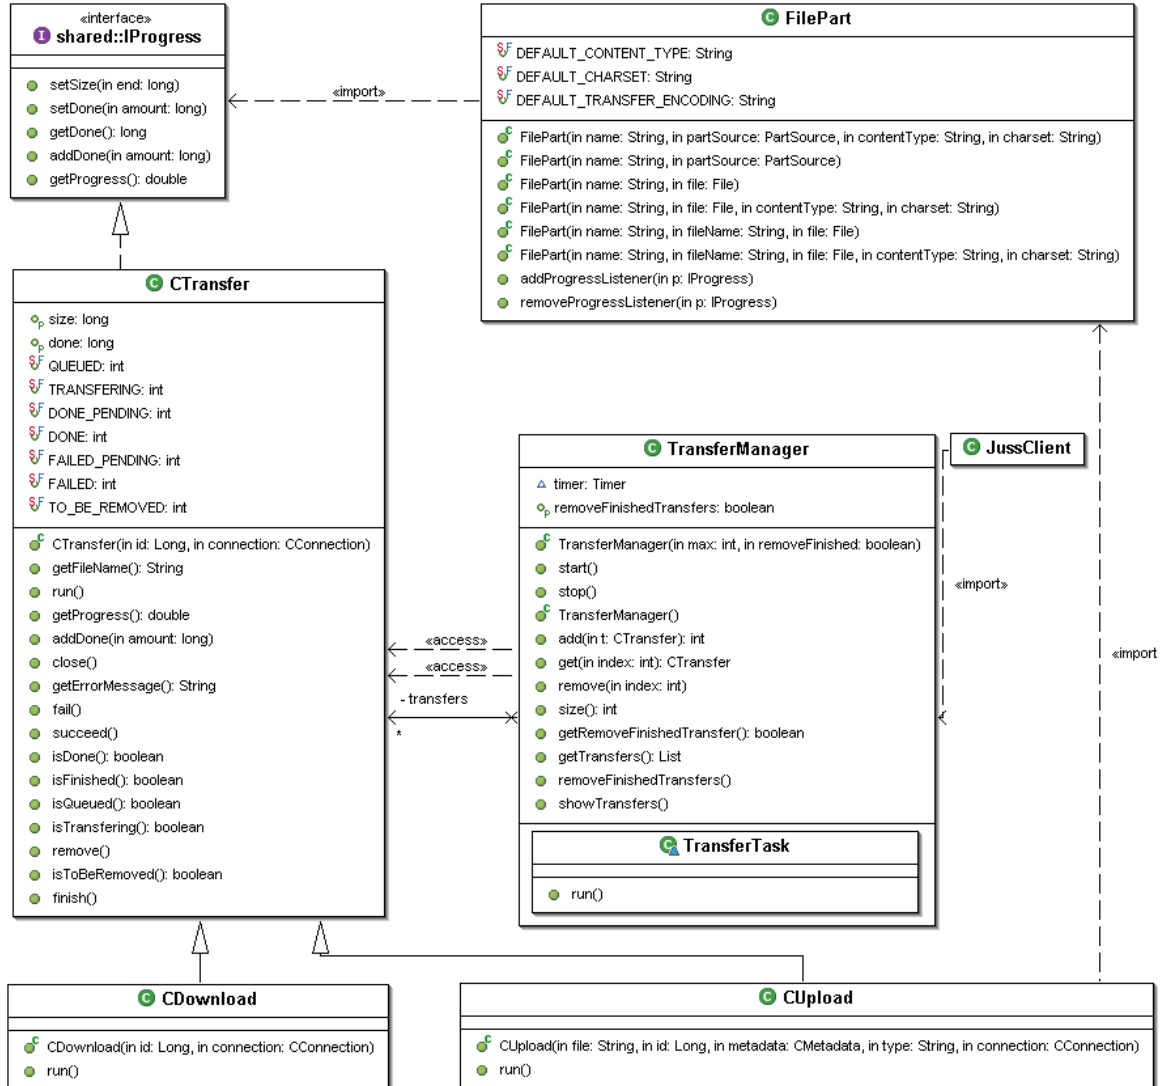 «interface»
shared::IProgress
setSize(in end: long)
setDone(in amount: long)
getDone(): long
addDone(in amount: long)
getProgress(): double
«import»
FilePart
DEFAULT_CONTENT_TYPE: String
DEFAULT_CHARSET: String
DEFAULT_TRANSFER_ENCODING: String
FilePart(in name: String, in partSource: PartSource, in contentType: String, in charset: String)
FilePart(in name: String, in partSource: PartSource)
FilePart(in name: String, in file: File)
FilePart(in name: String, in file: File, in contentType: String, in charset: String)
FilePart(in name: String, in fileName: String, in file: File)
FilePart(in name: String, in fileName: String, in file: File, in contentType: String, in charset: String)
addProgressListener(in p: IProgress)
removeProgressListener(in p: IProgress)
CTransfer
size: long
done: long
QUEUED: int
TRANSFERING: int
DONE_PENDING: int
DONE: int
FAILED_PENDING: int
FAILED: int
TO_BE_REMOVED: int
CTransfer(in id: Long, in connection: CConnection)
getFileName(): String
run()
getProgress(): double
addDone(in amount: long)
close()
getErrorMessage(): String
fail()
succeed()
isDone(): boolean
isFinished(): boolean
isQueued(): boolean
isTransfering(): boolean
remove()
isToBeRemoved(): boolean
finish()
«access»
«access»
- transfers
*
TransferManager
timer: Timer
removeFinishedTransfers: boolean
TransferManager(in max: int, in removeFinished: boolean)
start()
stop()
TransferManager()
add(in t: CTransfer): int
get(in index: int): CTransfer
remove(in index: int)
size(): int
getRemoveFinishedTransfer(): boolean
getTransfers(): List
removeFinishedTransfers()
showTransfers()
TransferTask
run()
JussClient
«import»
«import
CDownload
CDownload(in id: Long, in connection: CConnection)
run()
CUpload
CUpload(in file: String, in id: Long, in metadata: CMetadata, in type: String, in connection: CConnection)
run()